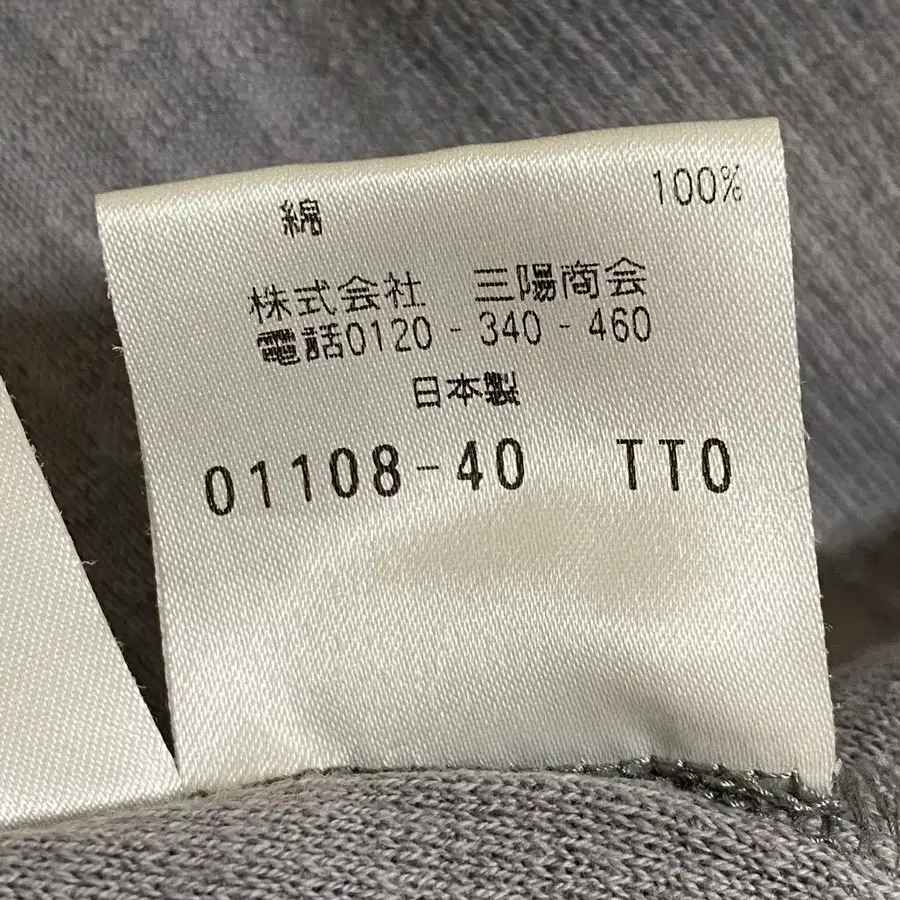 綿 100%
株式会社 三陽商会
電話0120-340-460
日本製
01108-40 TTO